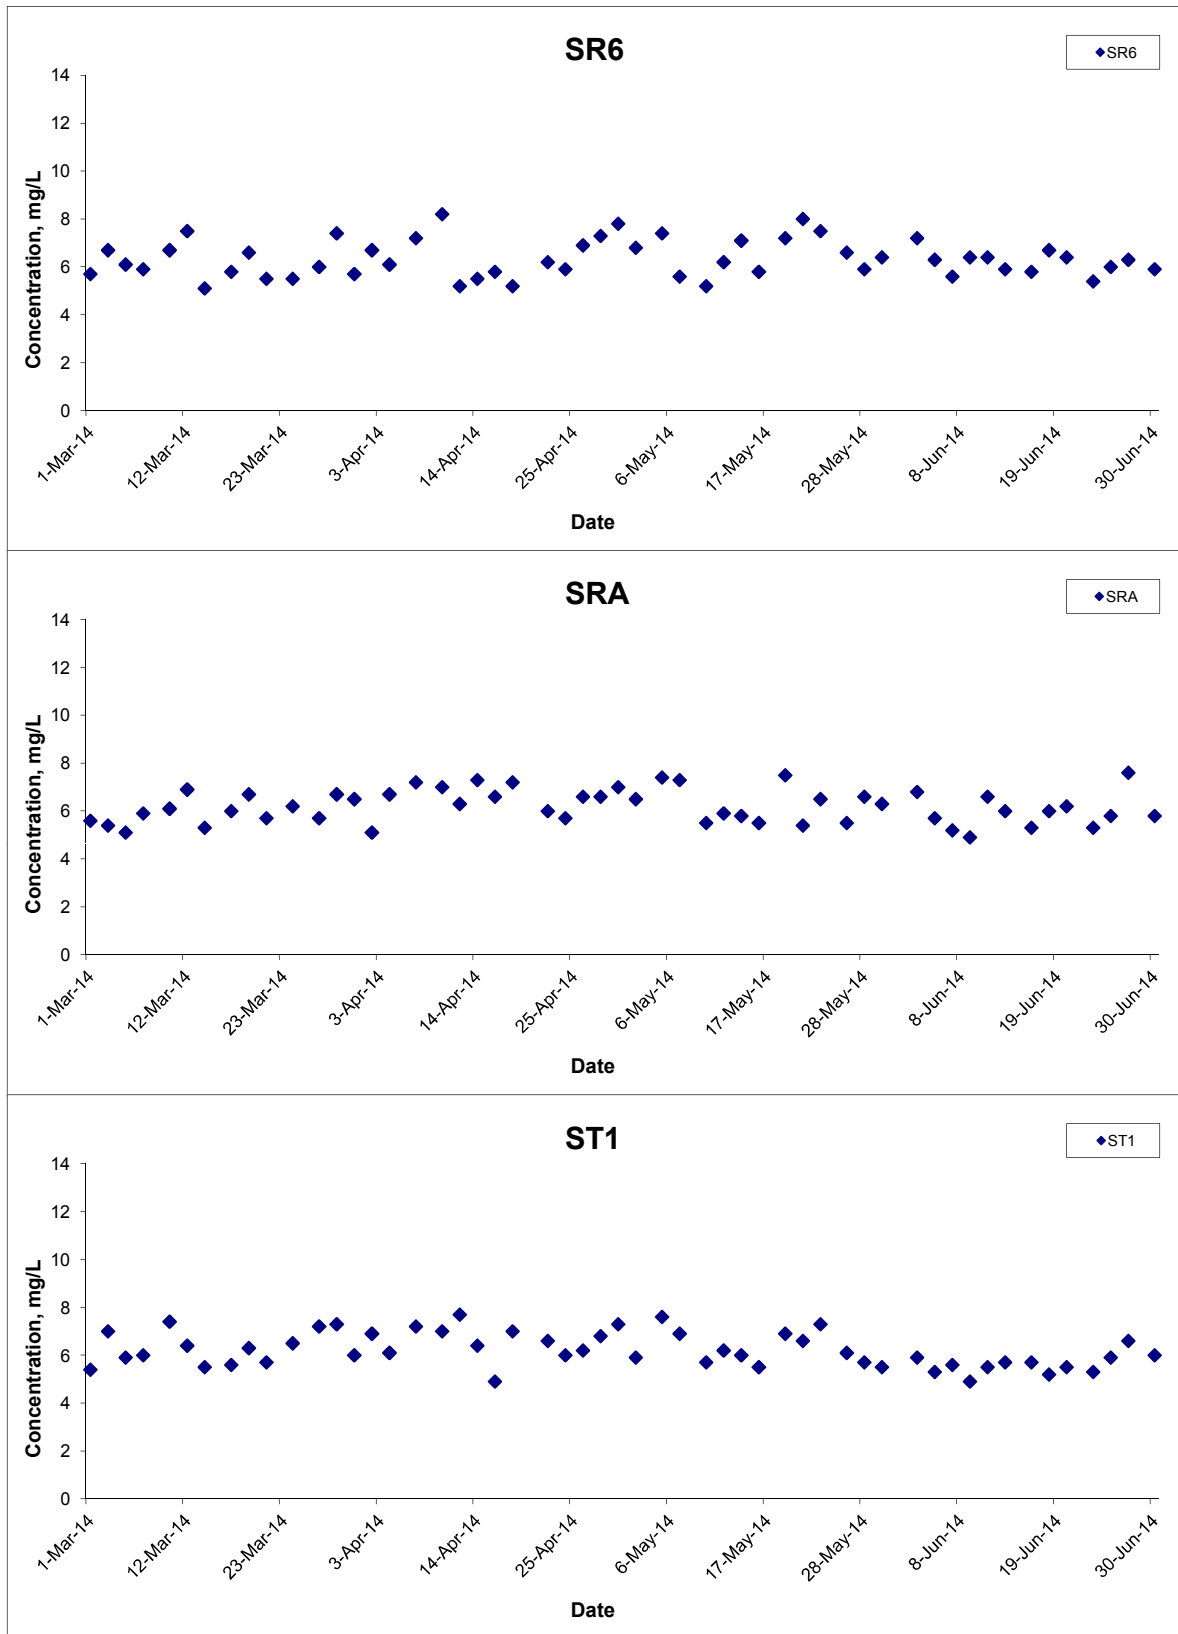 SR6
SR6
14
12
10
8
6
4
2
0
Concentration, mg/L
1-Mar-14
12-Mar-14
23-Mar-14
3-Apr-14
14-Apr-14
25-Apr-14
6-May-14
17-May-14
28-May-14
8-Jun-14
19-Jun-14
30-Jun-14
Date
SRA
SRA
14
12
10
8
6
4
2
0
Concentration, mg/L
1-Mar-14
12-Mar-14
23-Mar-14
3-Apr-14
14-Apr-14
25-Apr-14
6-May-14
17-May-14
28-May-14
8-Jun-14
19-Jun-14
30-Jun-14
Date
ST1
ST1
14
12
10
8
6
4
2
0
Concentration, mg/L
1-Mar-14
12-Mar-14
23-Mar-14
3-Apr-14
14-Apr-14
25-Apr-14
6-May-14
17-May-14
28-May-14
8-Jun-14
19-Jun-14
30-Jun-14
Date